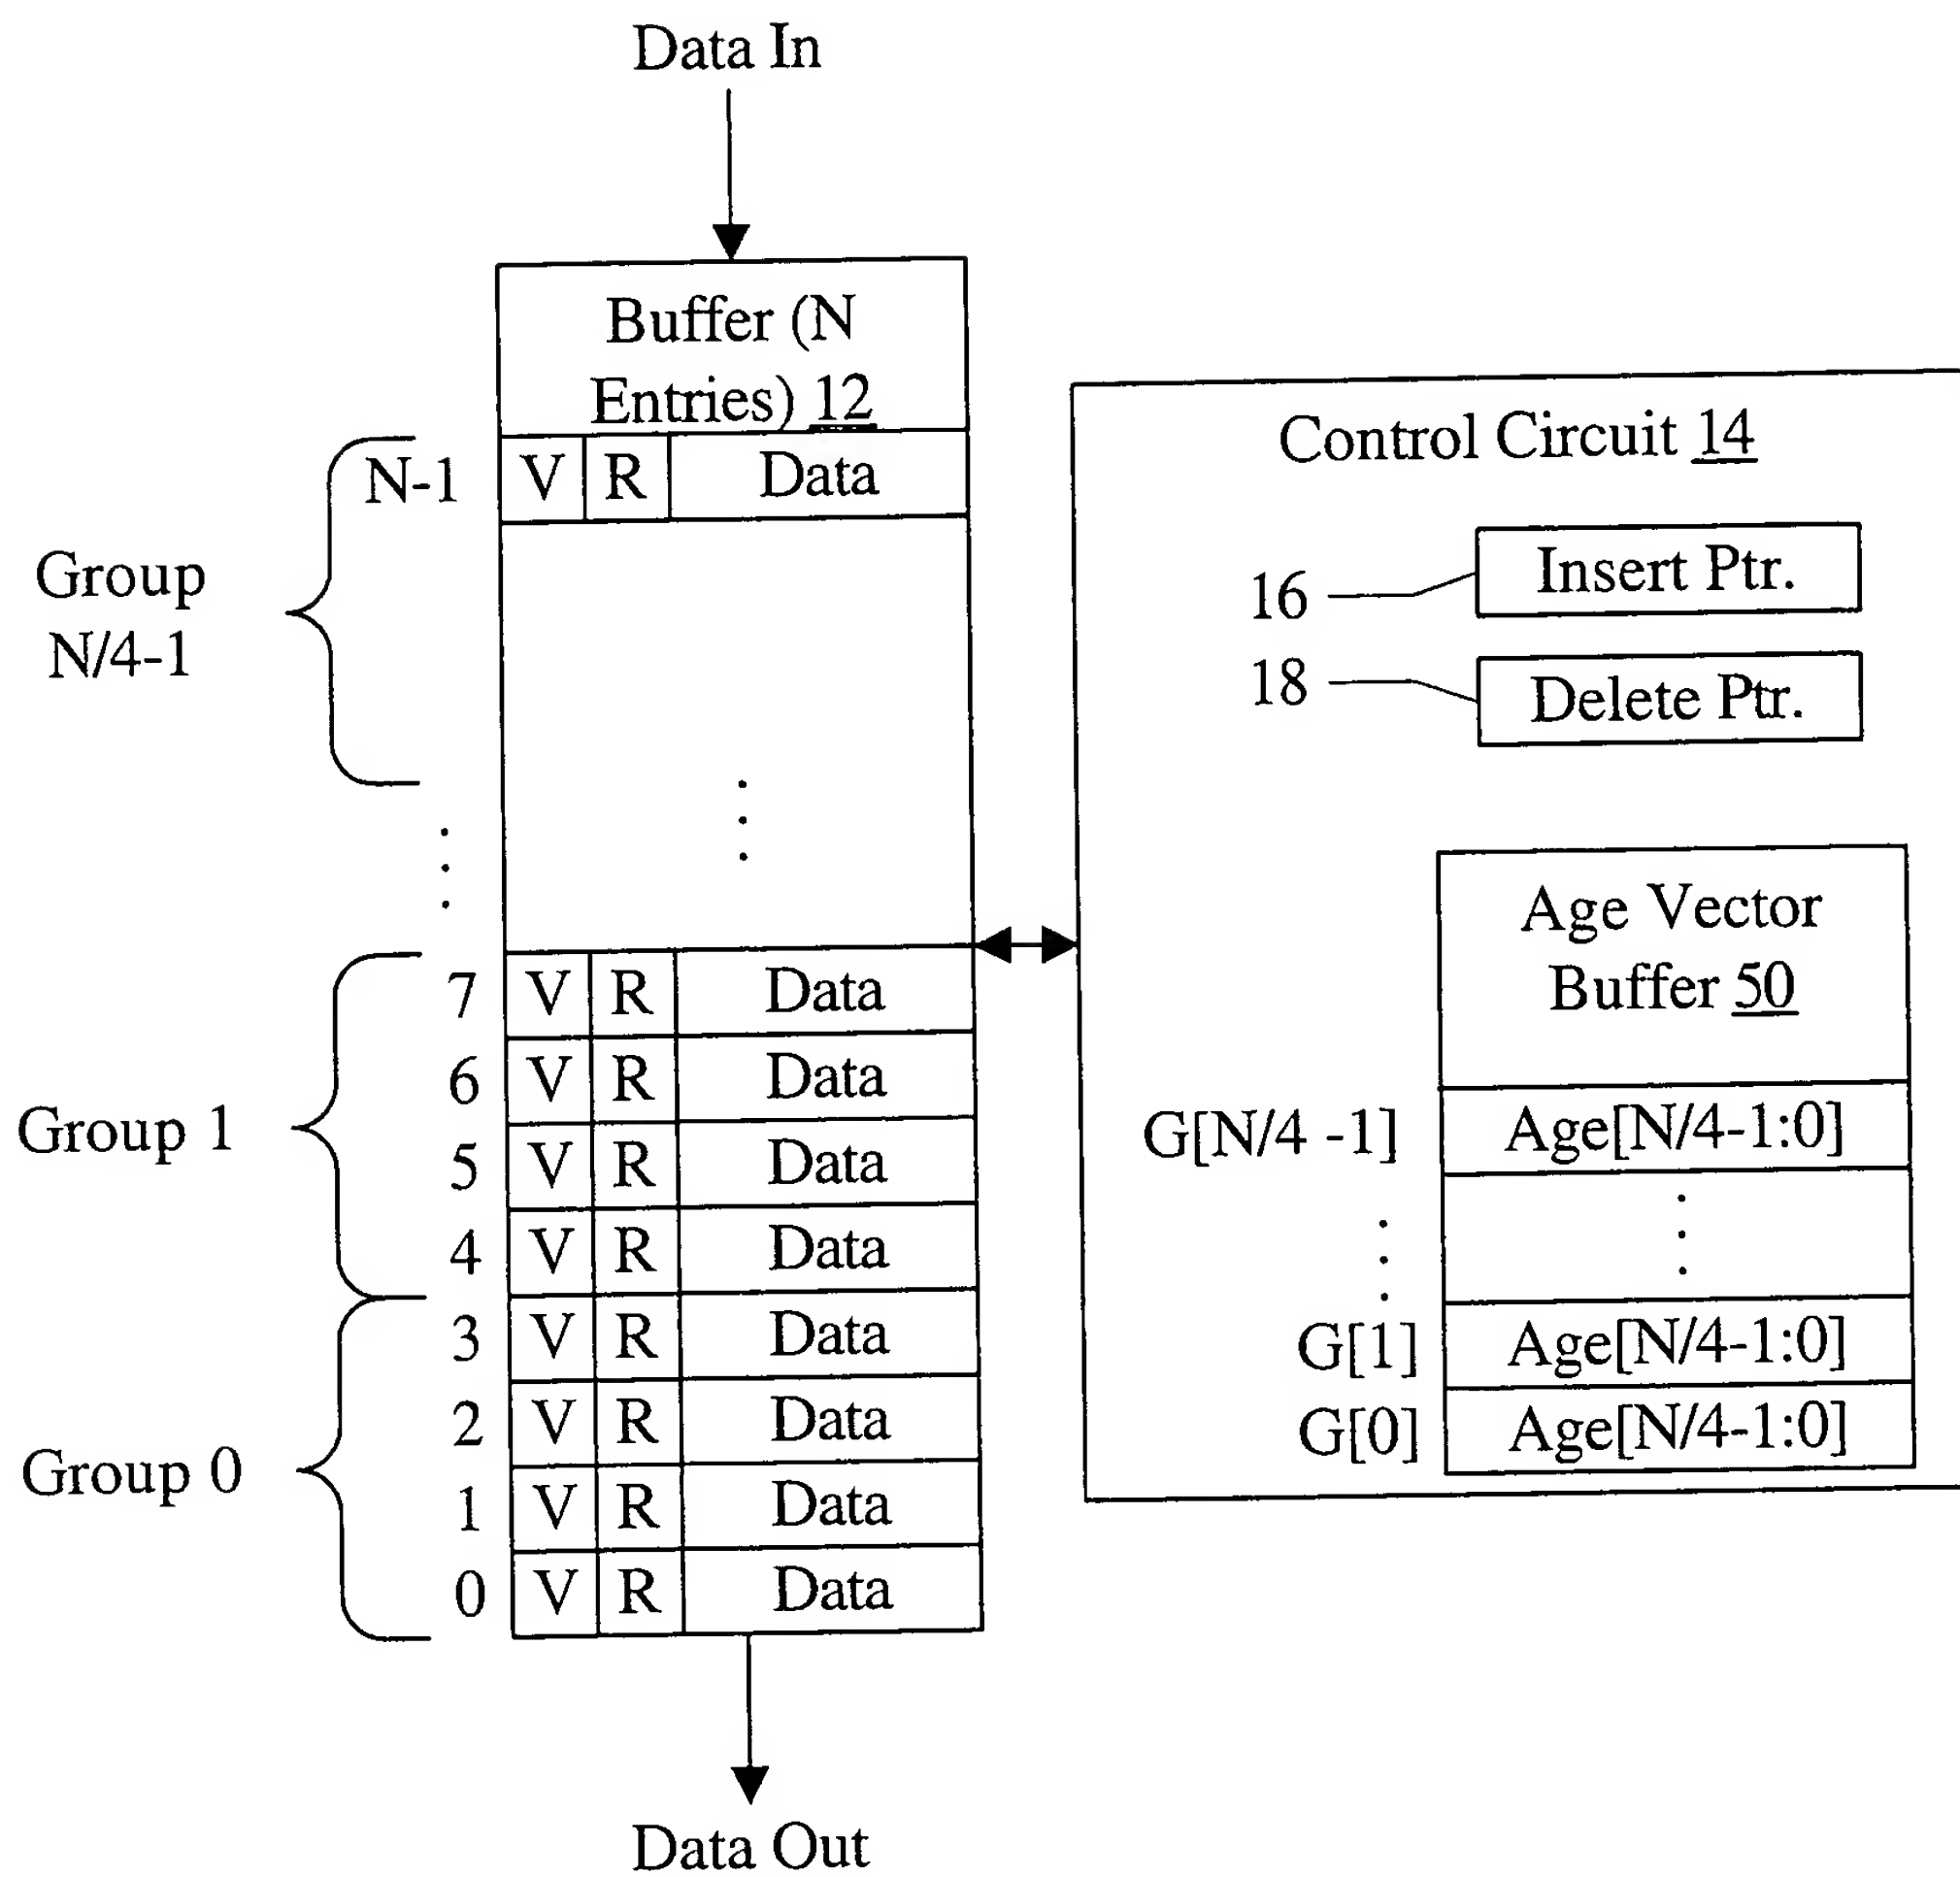 Data In
Buffer (N
Entries) 12
N-1 V R Data
Group
N/4-1
7 V R Data
6 V R Data
5 V R Data
4 V R Data
Group 1
3 V R Data
2 V R Data
1 V R Data
0 V R Data
Group 0
Data Out
Control Circuit 14
16 Insert Ptr.
18 Delete Ptr.
Age Vector
Buffer 50
G[N/4 -1] Age[N/4-1:0]
G[1] Age[N/4-1:0]
G[0] Age[N/4-1:0]